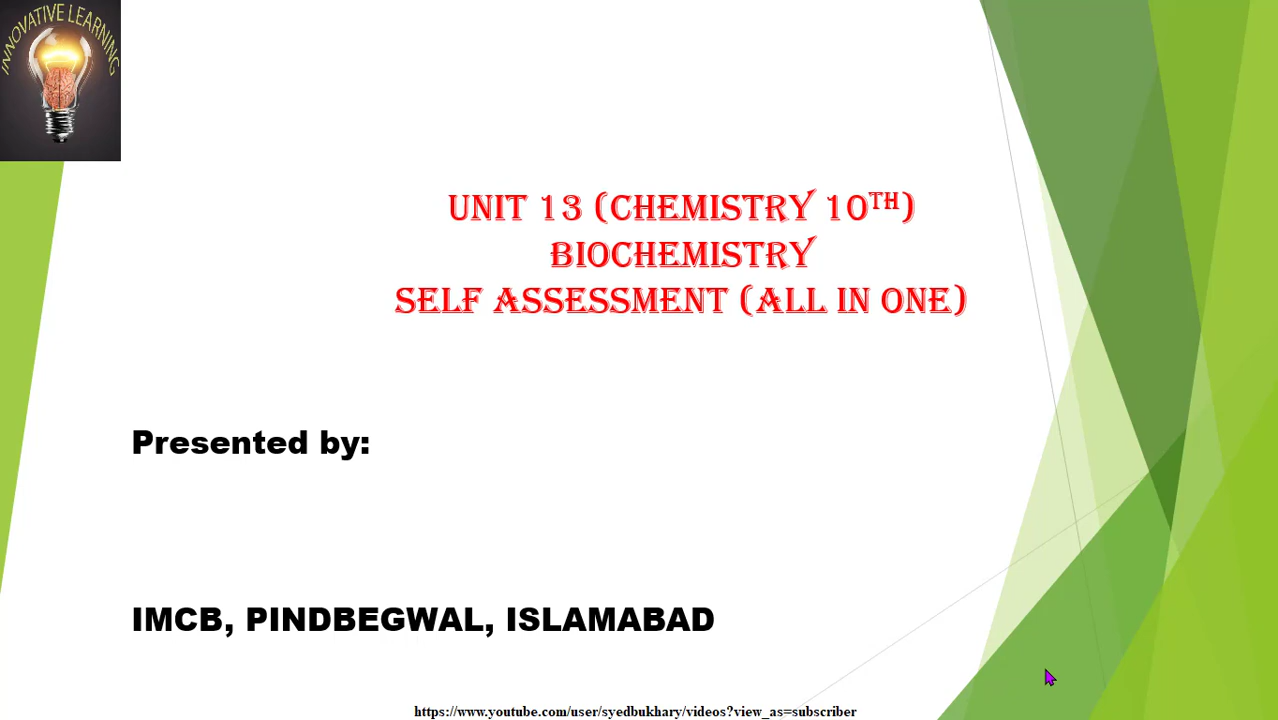 INNOVATIVE LEARNING
UNIT 13 (CHEMISTRY 10TH)
BIOCHEMISTRY
SELF ASSESSMENT (ALL IN ONE)
Presented by:
IMCB, PINDBEGWAL, ISLAMABAD
https://www.youtube.com/user/syedbukhary/videos?view_as=subscriber